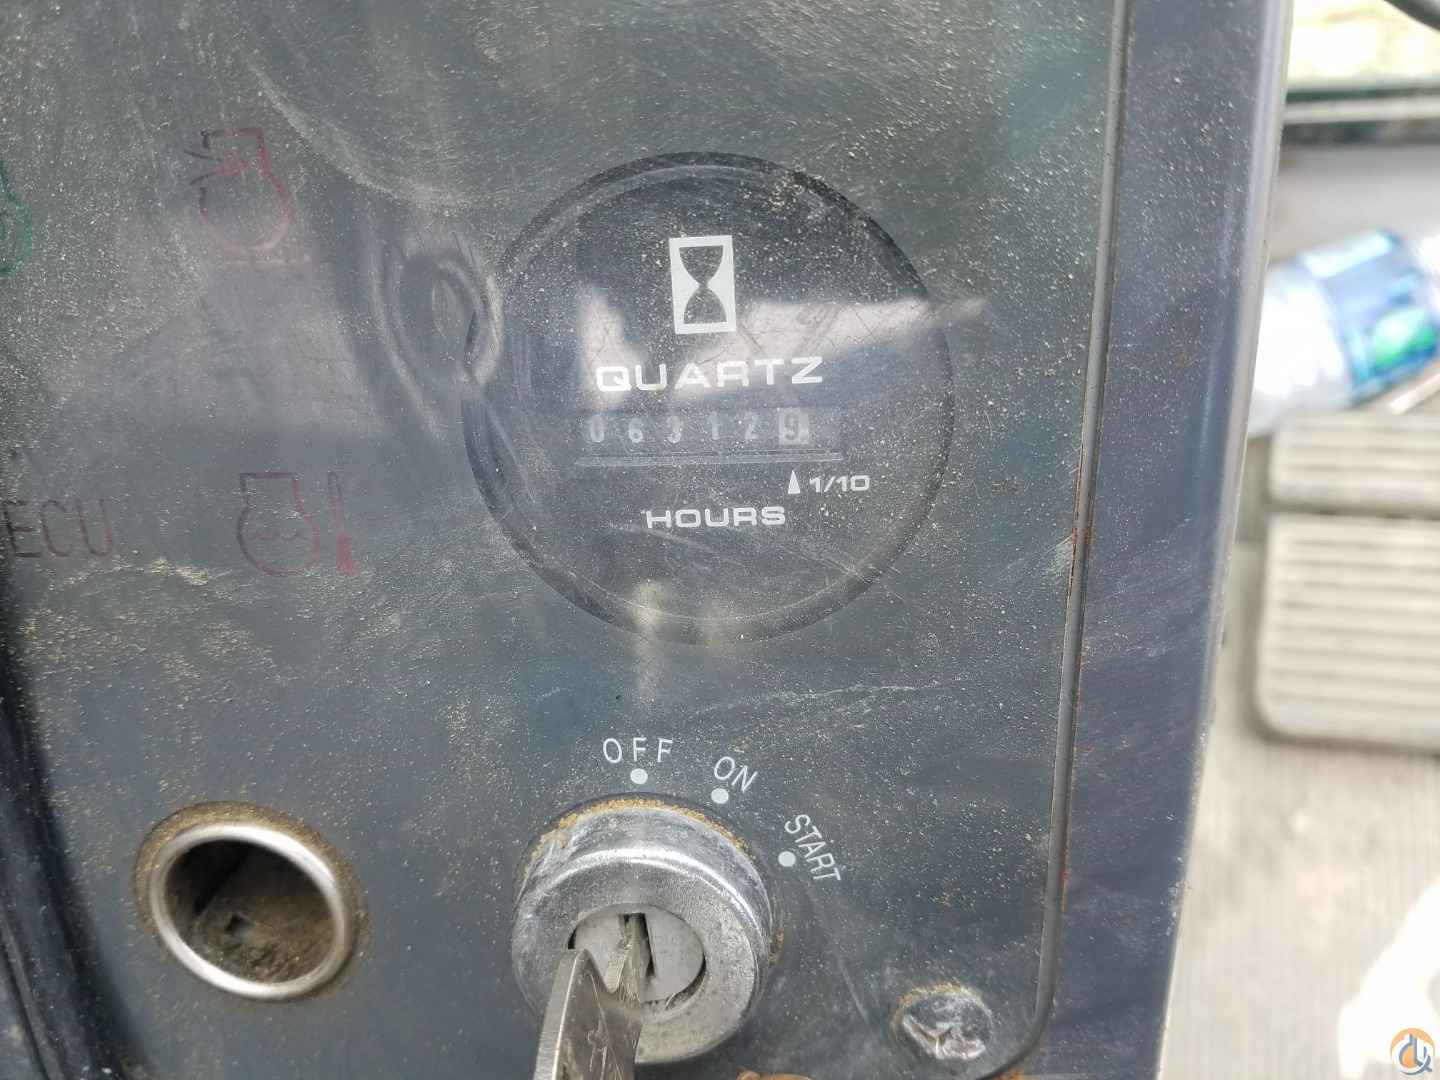 QUARTZ
063129
1/10
HOURS
ECU
OFF
ON
START